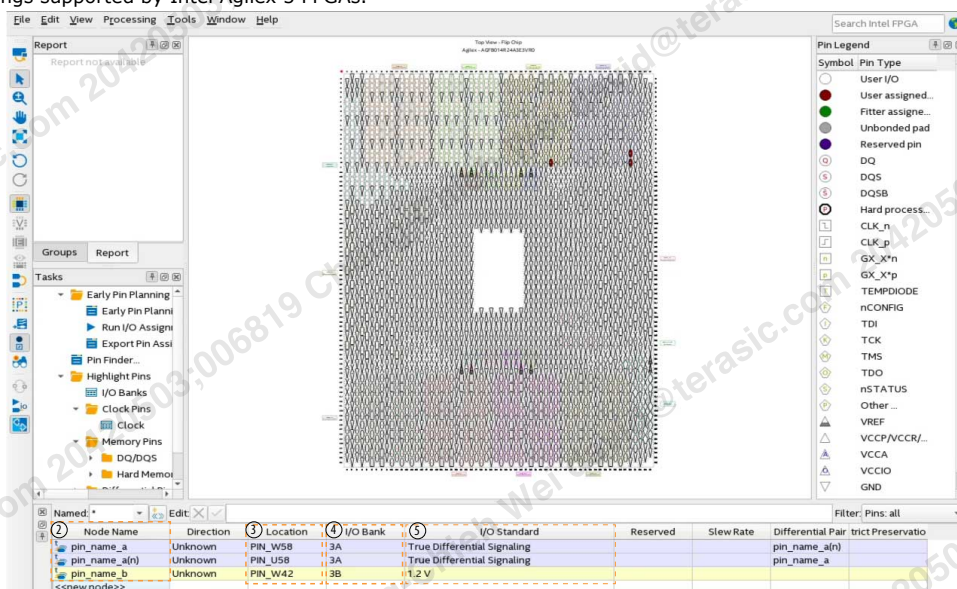 ngs supported by Intel Agilex 5 FPGAs.
File Edit View Processing Tools Window Help
Search Intel FPGA
Report
Report not available
Groups Report
Tasks
Early Pin Planning
Early Pin Planni
Run I/O Assignm
Export Pin Assi
Pin Finder...
Highlight Pins
I/O Banks
Clock Pins
Clock
Memory Pins
DQ/DQS
Hard Memor
Top View - Flip Chip
Agilex - AGFB014R24A3E3VR0
Pin Legend
Symbol Pin Type
User I/O
User assigned...
Fitter assigne...
Unbonded pad
Reserved pin
Q DQ
S DQS
S DQSB
Hard process...
CLK_n
CLK_p
n GX_X*n
p GX_X*p
TEMPDIODE
nCONFIG
TDI
TCK
TMS
TDO
nSTATUS
Other ...
VREF
VCCP/VCCR/...
VCCA
VCCIO
GND
Named: * Edit: Filter: Pins: all
② Node Name Direction ③ Location ④ I/O Bank ⑤ I/O Standard Reserved Slew Rate Differential Pair trict Preservatio
pin_name_a Unknown PIN_W58 3A True Differential Signaling pin_name_a(n)
pin_name_a(n) Unknown PIN_U58 3A True Differential Signaling pin_name_a
pin_name_b Unknown PIN_W42 3B 1.2 V
<<new node>>